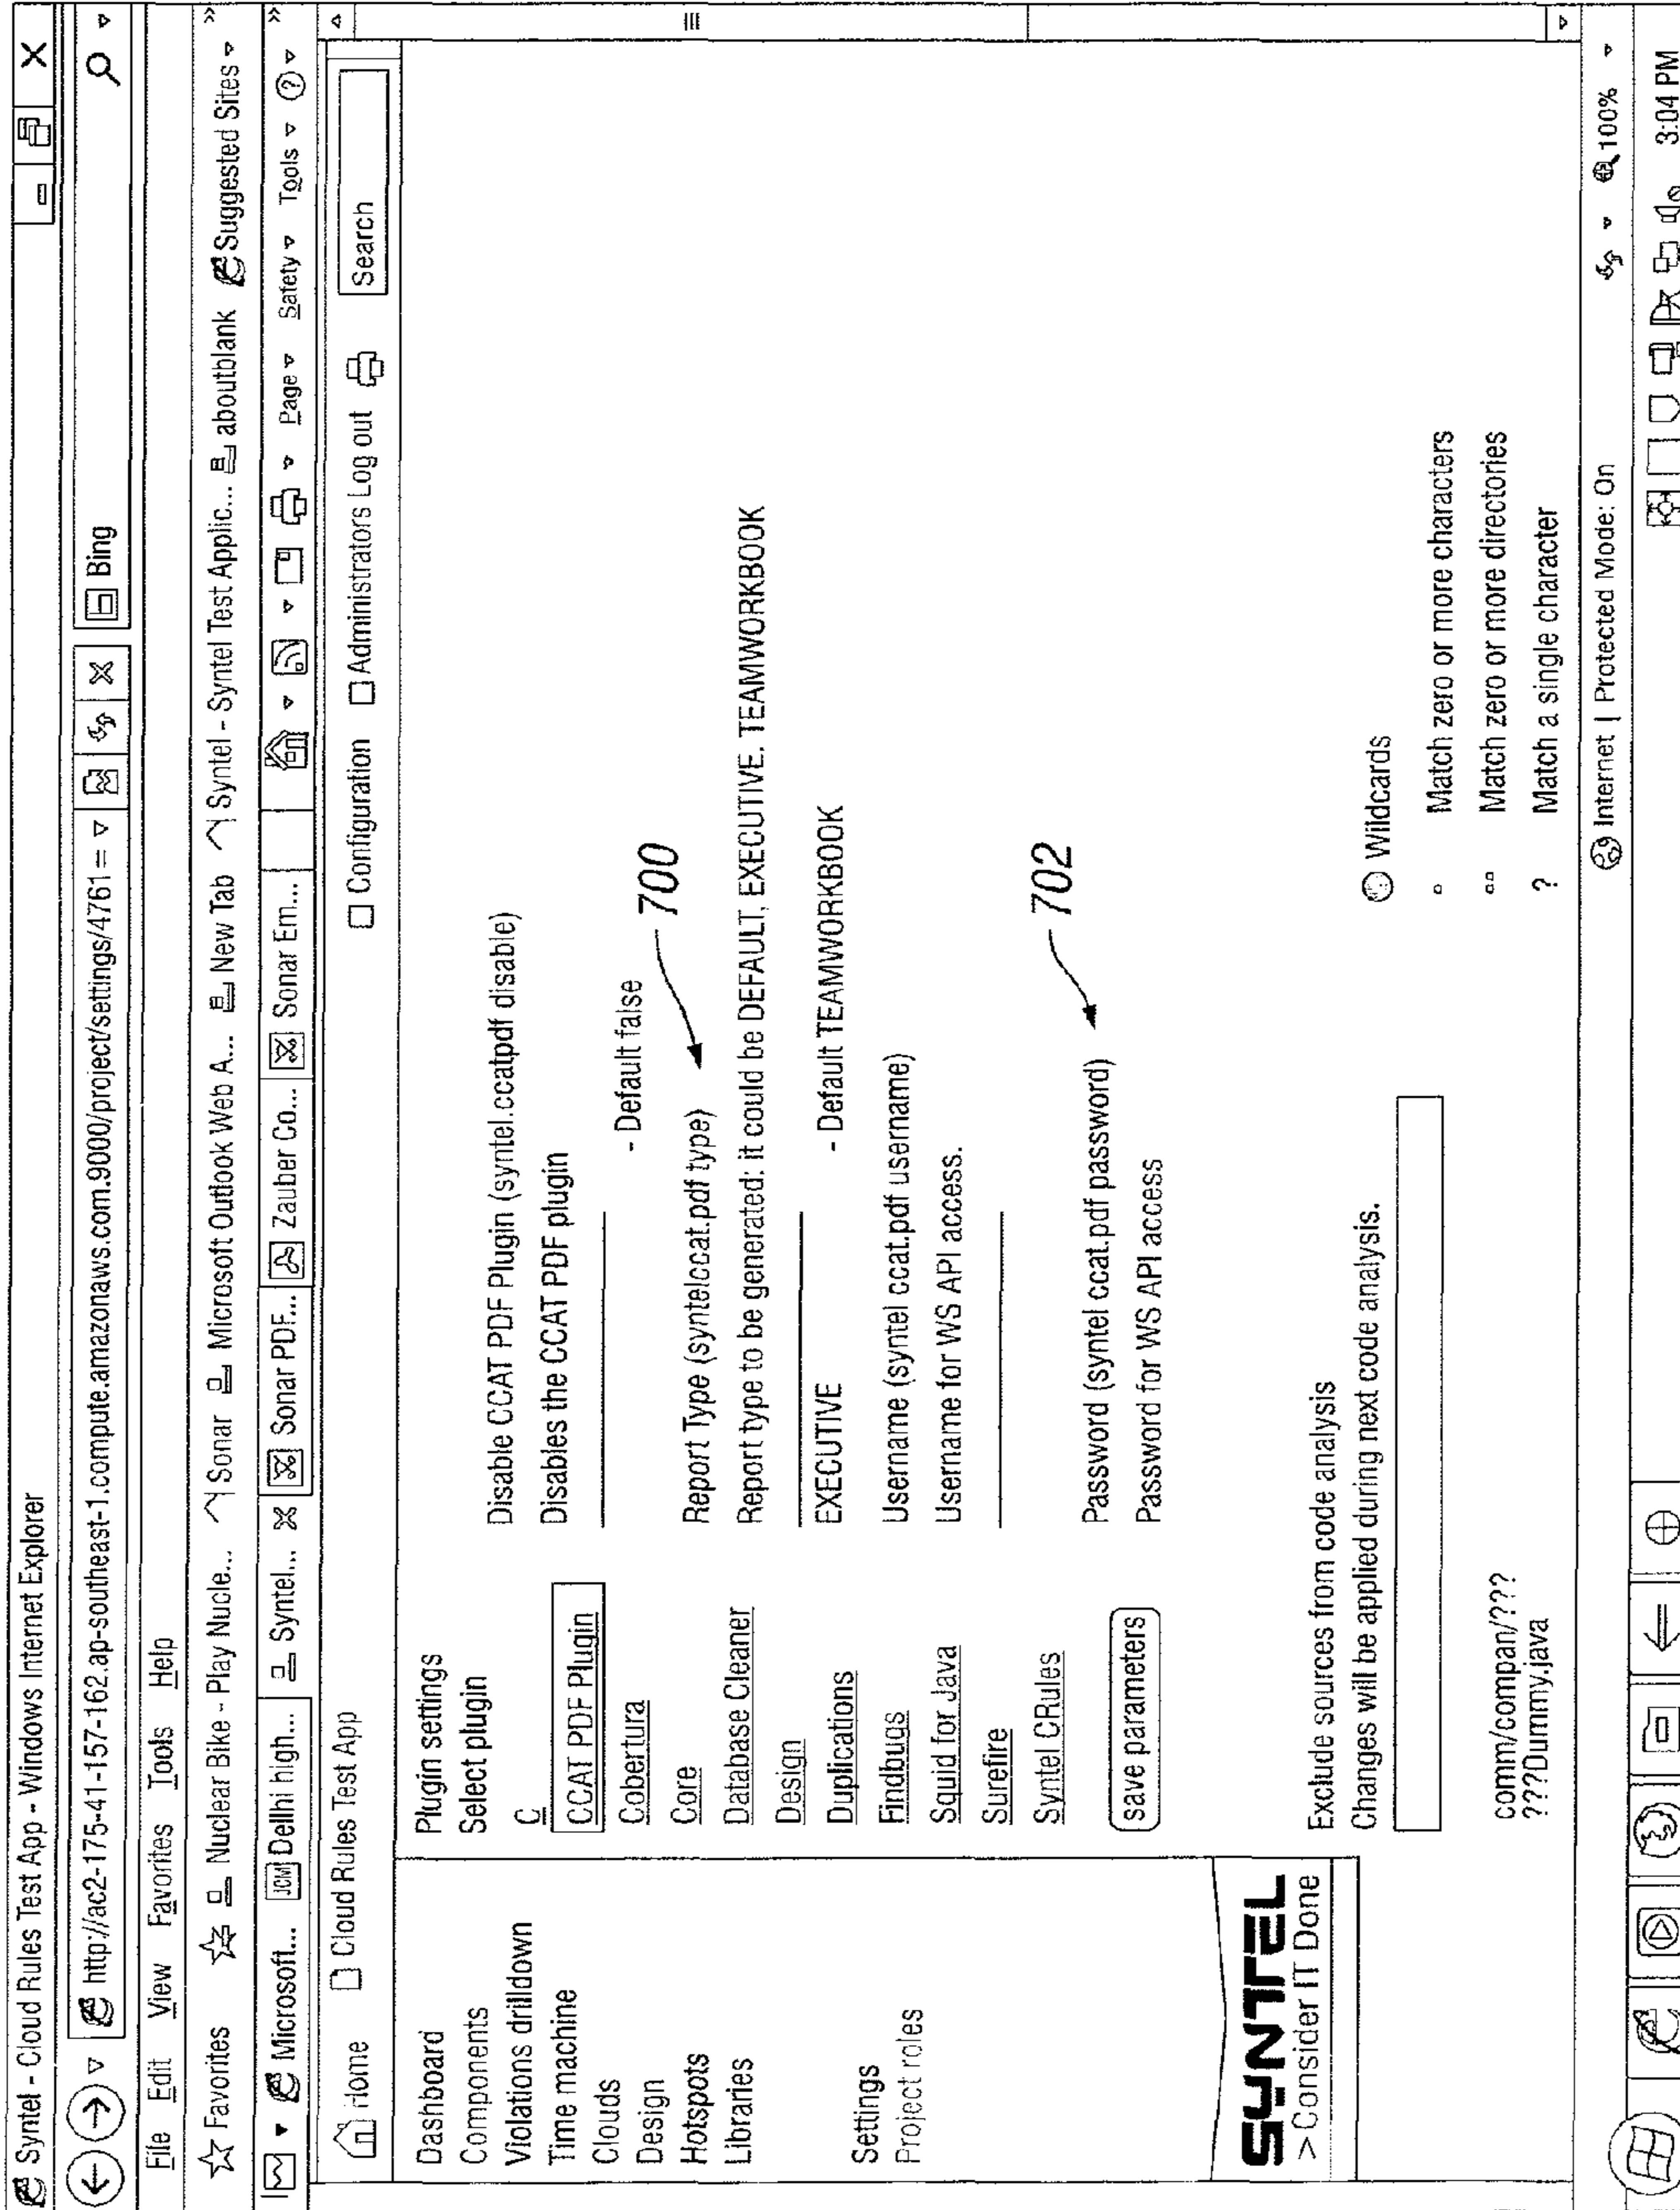 Syntel - Cloud Rules Test App - Windows Internet Explorer
http://ac2-175-41-157-162.ap-southeast-1.compute.amazonaws.com.9000/project/settings/4761= Bing
File Edit View Favorites Tools Help
Favorites Nuclear Bike - Play Nucle... Sonar Microsoft Outlook Web A... New Tab Syntel - Syntel Test Applic... aboutblank Suggested Sites
Microsoft... JCM Dellhi high... Syntel... Sonar PDF... Zauber Co... Sonar Em... Page Safety Tools
Home Cloud Rules Test App Configuration Administrators Log out Search
Dashboard
Components
Violations drilldown
Time machine
Clouds
Design
Hotspots
Libraries
Settings
Project roles
SYNTEL
>Consider IT Done
Plugin settings
Select plugin
C
CCAT PDF Plugin
Cobertura
Core
Database Cleaner
Design
Duplications
Findbugs
Squid for Java
Surefire
Syntel CRules
save parameters
Disable CCAT PDF Plugin (syntel.ccatpdf disable)
Disables the CCAT PDF plugin
- Default false
Report Type (syntelccat.pdf type)
700
Report type to be generated: it could be DEFAULT, EXECUTIVE. TEAMWORKBOOK
EXECUTIVE - Default TEAMWORKBOOK
Username (syntel ccat.pdf username)
Username for WS API access.
Password (syntel ccat.pdf password)
702
Password for WS API access
Exclude sources from code analysis
Changes will be applied during next code analysis.
comm/compan/???
???Dummy.java
Wildcards
Match zero or more characters
Match zero or more directories
? Match a single character
Internet | Protected Mode: On 100%
3:04 PM